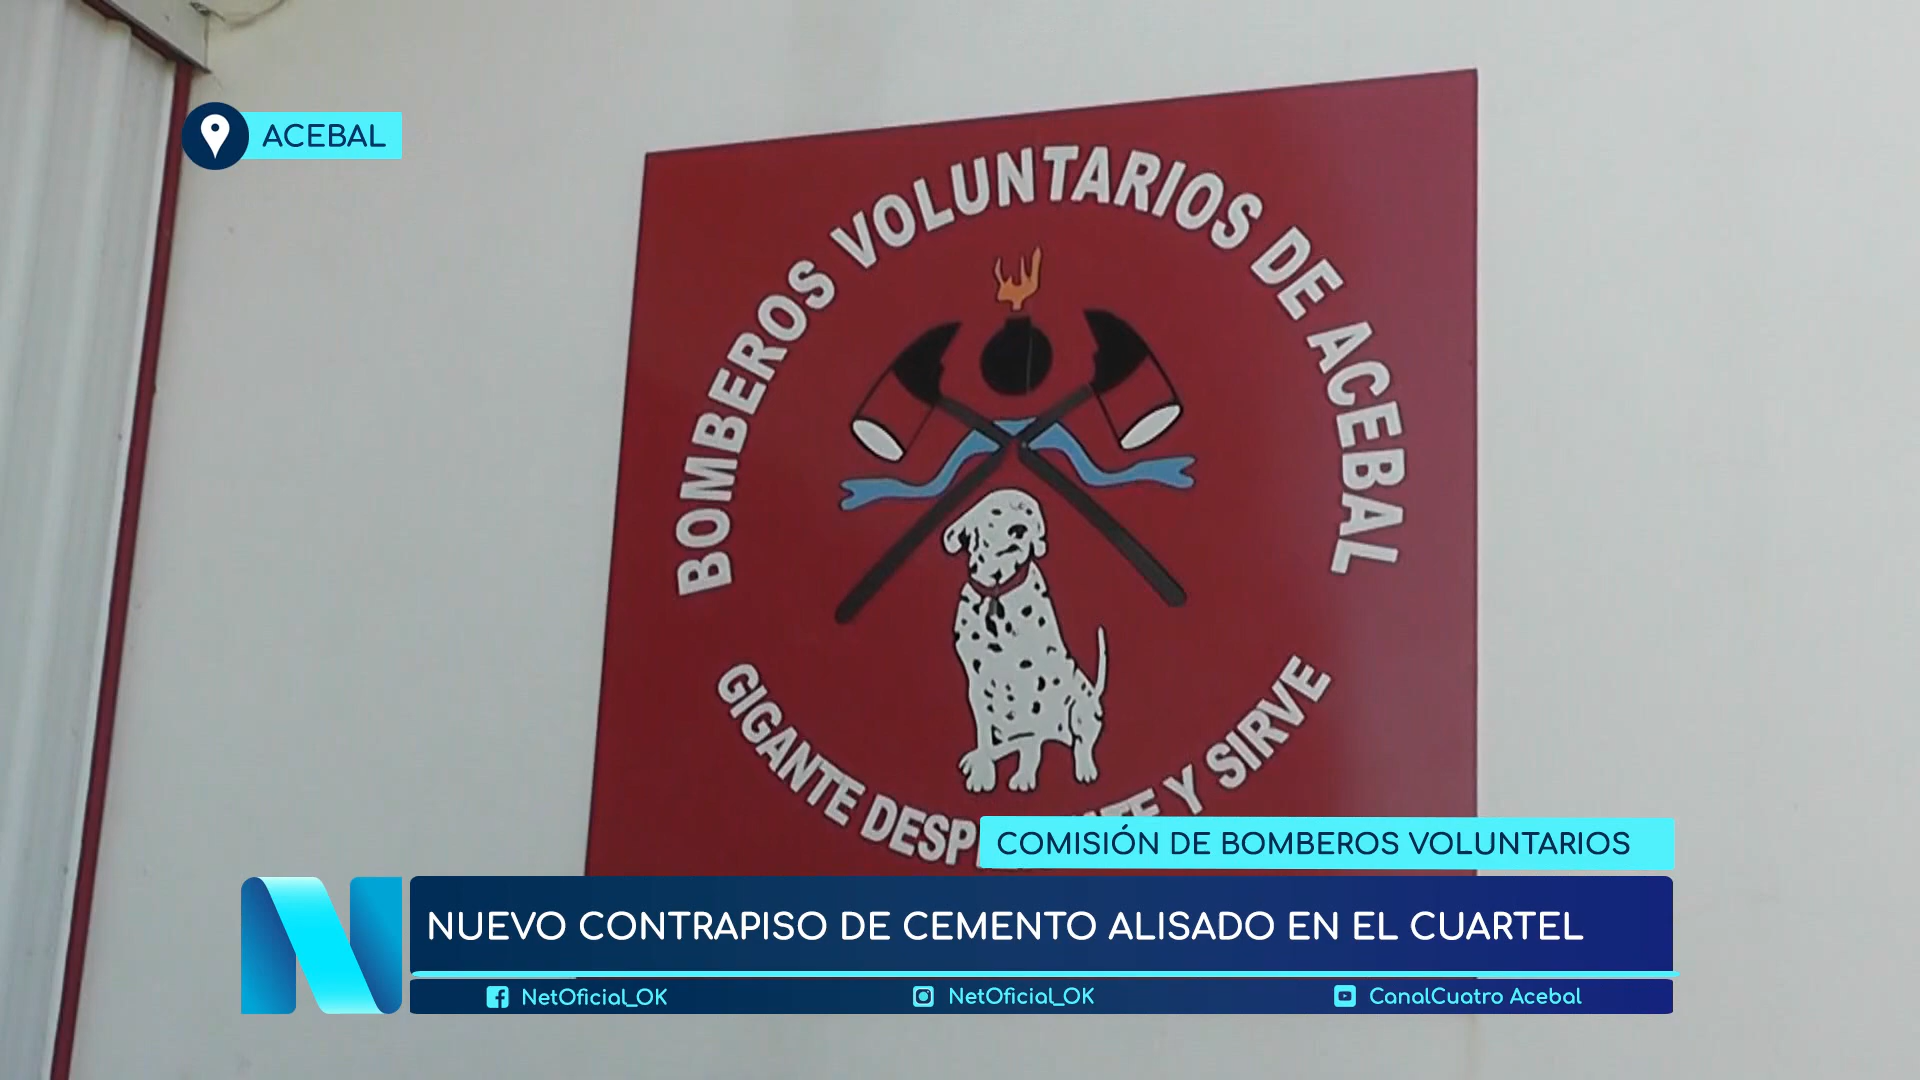 ACEBAL
BOMBEROS VOLUNTARIOS DE ACEBAL
GIGANTE Y SIRVE
COMISIÓN DE BOMBEROS VOLUNTARIOS
NUEVO CONTRAPISO DE CEMENTO ALISADO EN EL CUARTEL
NetOficial_OK
NetOficial_OK
CanalCuatro Acebal